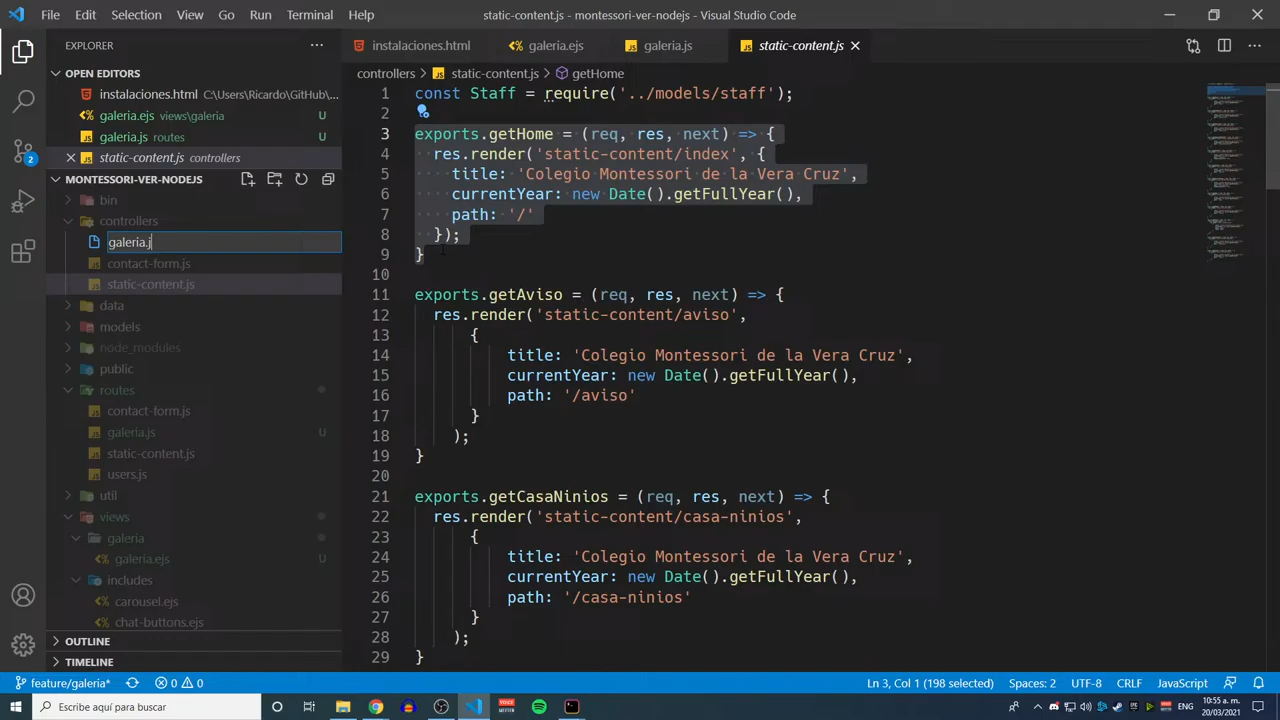 File Edit Selection View Go Run Terminal Help static-content.js - montessori-ver-nodejs - Visual Studio Code
EXPLORER
OPEN EDITORS
instalaciones.html C:\Users\Ricardo\GitHub\...
galeria.ejs views\galeria U
galeria.js routes U
static-content.js controllers
MONTESSORI-VER-NODEJS
bin
controllers
galeria.j
contact-form.js
static-content.js
data
models
node_modules
public
routes
contact-form.js
galeria.js U
static-content.js
users.js
util
views
galeria
galeria.ejs U
includes
carousel.ejs
chat-buttons.ejs
OUTLINE
TIMELINE
2
instalaciones.html galeria.ejs galeria.js static-content.js
controllers > static-content.js > getHome
1 const Staff = require('../models/staff');
2
3 exports.getHome = (req, res, next) => {
4 res.render('static-content/index', {
5 title: 'Colegio Montessori de la Vera Cruz',
6 currentYear: new Date().getFullYear(),
7 path: '/'
8 });
9 }
10
11 exports.getAviso = (req, res, next) => {
12 res.render('static-content/aviso',
13 {
14 title: 'Colegio Montessori de la Vera Cruz',
15 currentYear: new Date().getFullYear(),
16 path: '/aviso'
17 }
18 );
19 }
20
21 exports.getCasaNinios = (req, res, next) => {
22 res.render('static-content/casa-ninios',
23 {
24 title: 'Colegio Montessori de la Vera Cruz',
25 currentYear: new Date().getFullYear(),
26 path: '/casa-ninios'
27 }
28 );
29 }
feature/galeria* 0 0 Ln 3, Col 1 (198 selected) Spaces: 2 UTF-8 CRLF JavaScript
Escribe aquí para buscar ENG 10:55 a. m.
20/03/2021